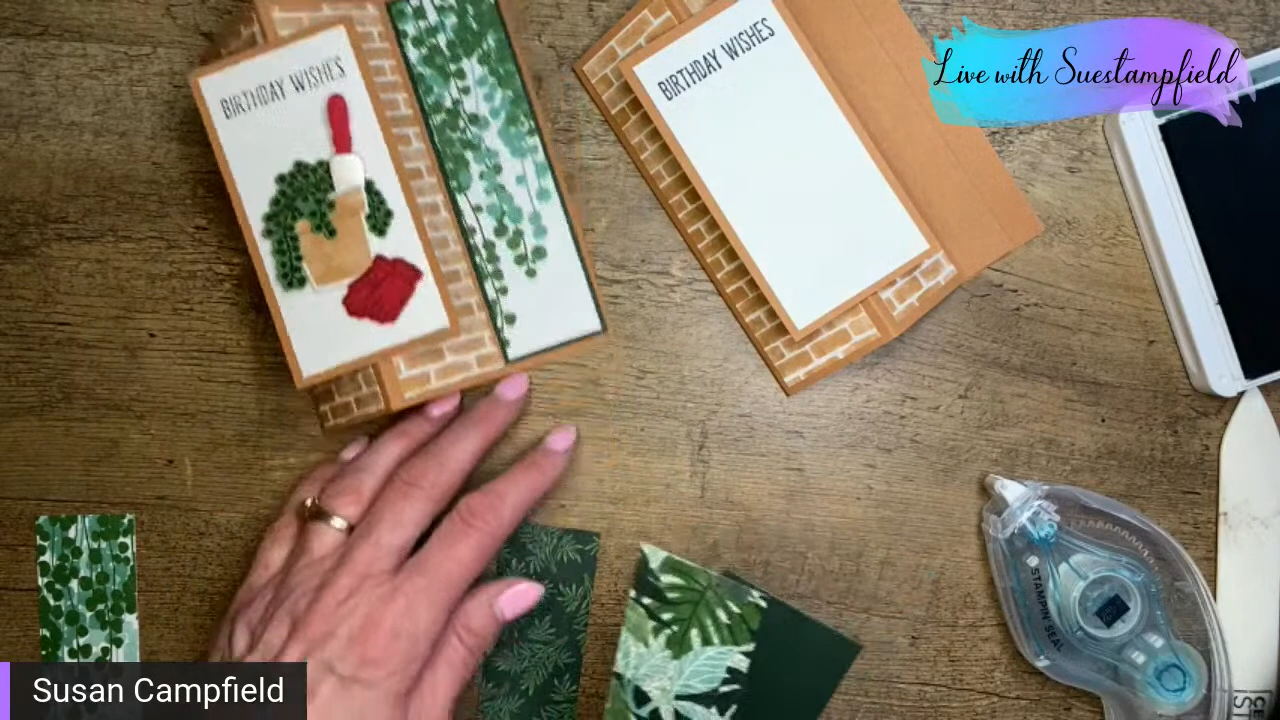 BIRTHDAY WISHES
BIRTHDAY WISHES
Live with Suestampfield
STAMPIN' SEAL
Susan Campfield